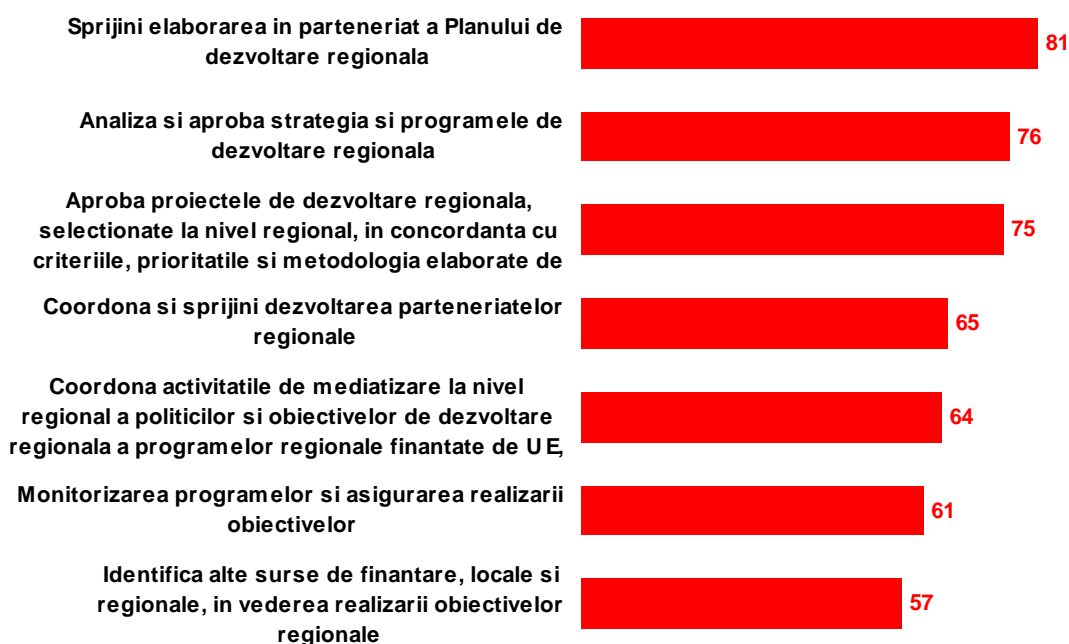 Sprijini elaborarea in parteneriat a Planului de
dezvoltare regionala
81
Analiza si aproba strategia si programele de
dezvoltare regionala
76
Aproba proiectele de dezvoltare regionala,
selectionate la nivel regional, in concordanta cu
criteriile, prioritatile si metodologia elaborate de
75
Coordona si sprijini dezvoltarea parteneriatelor
regionale
65
Coordona activitatile de mediatizare la nivel
regional a politicilor si obiectivelor de dezvoltare
regionala a programelor regionale finantate de UE,
64
Monitorizarea programelor si asigurarea realizarii
obiectivelor
61
Identifica alte surse de finantare, locale si
regionale, in vederea realizarii obiectivelor
regionale
57